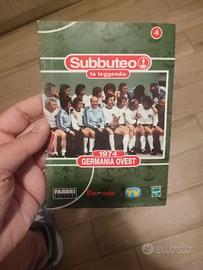 4
Subbuteo
la leggenda
1974
GERMANIA OVEST
FABBRI
TV
subito